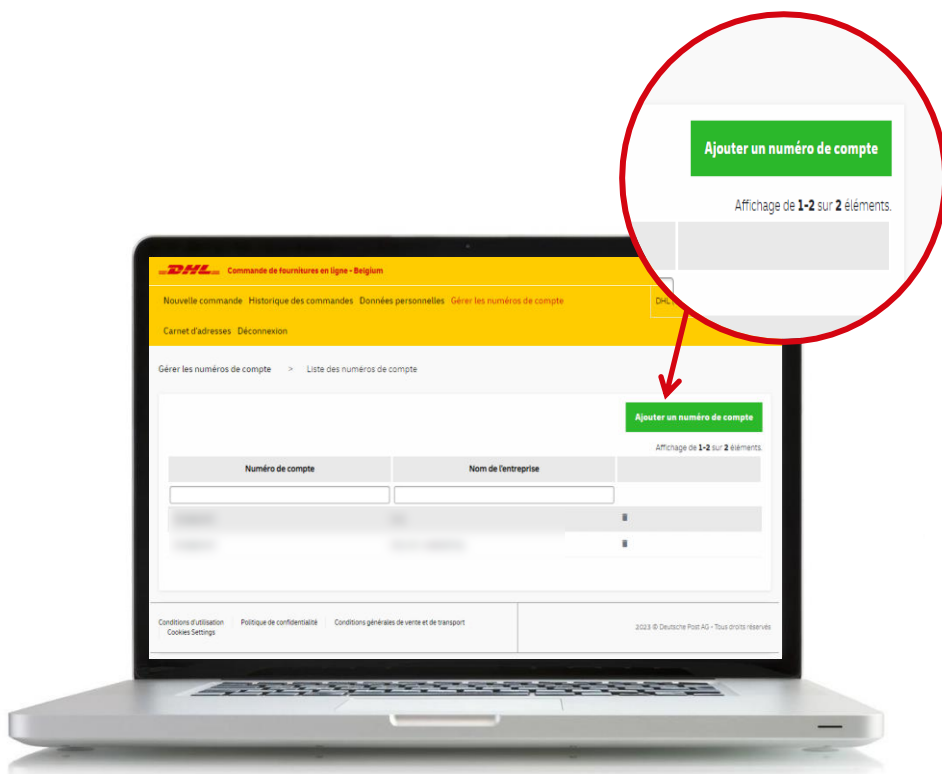 Ajouter un numéro de compte
Affichage de 1-2 sur 2 éléments.
DHL Commande de fournitures en ligne - Belgium
Nouvelle commande Historique des commandes Données personnelles Gérer les numéros de compte DHL
Carnet d'adresses Déconnexion
Gérer les numéros de compte > Liste des numéros de compte
Ajouter un numéro de compte
Affichage de 1-2 sur 2 éléments.
Numéro de compte Nom de l'entreprise
Conditions d'utilisation Politique de confidentialité Conditions générales de vente et de transport 2023 © Deutsche Post AG - Tous droits réservés
Cookies Settings